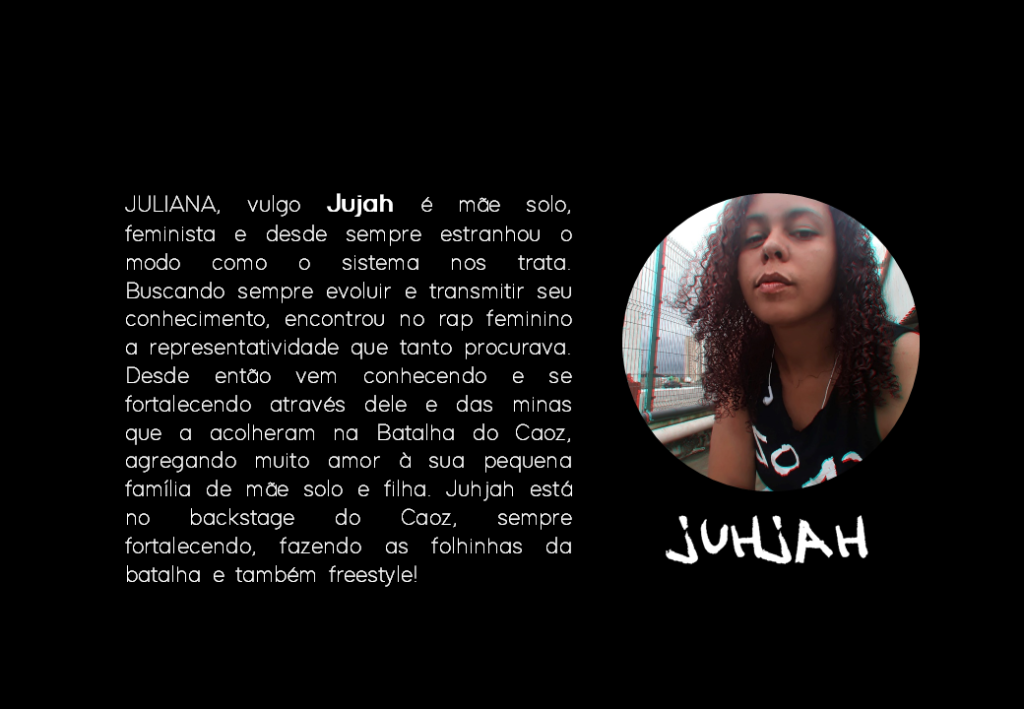 JULIANA, vulgo Jujah é mãe solo,
feminista e desde sempre estranhou o
modo como o sistema nos trata.
Buscando sempre evoluir e transmitir seu
conhecimento, encontrou no rap feminino
a representatividade que tanto procurava.
Desde então vem conhecendo e se
fortalecendo através dele e das minas
que a acolheram na Batalha do Caoz,
agregando muito amor à sua pequena
família de mãe solo e filha. Juhjah está
no backstage do Caoz, sempre
fortalecendo, fazendo as folhinhas da
batalha e também freestyle!
JUHJAH